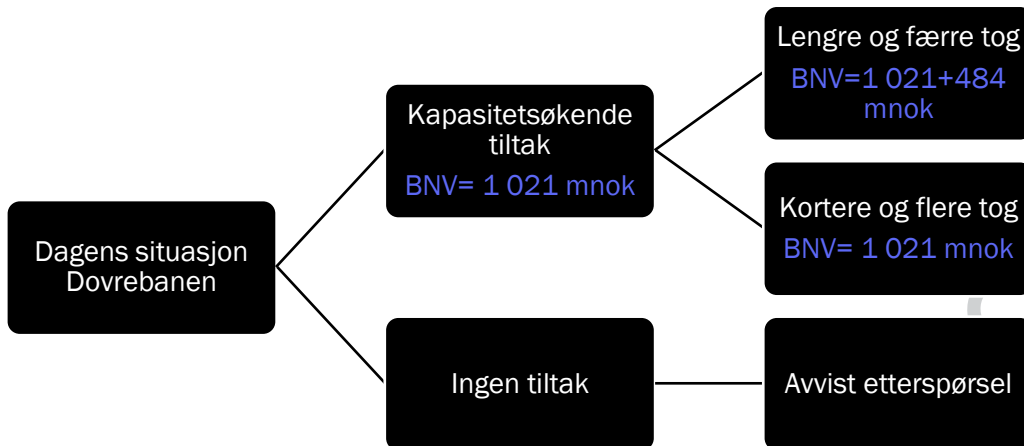 Lengre og færre tog
BNV=1 021+484
mnok
Kapasitetsøkende
tiltak
BNV= 1 021 mnok
Kortere og flere tog
BNV= 1 021 mnok
Dagens situasjon
Dovrebanen
Ingen tiltak
Avvist etterspørsel